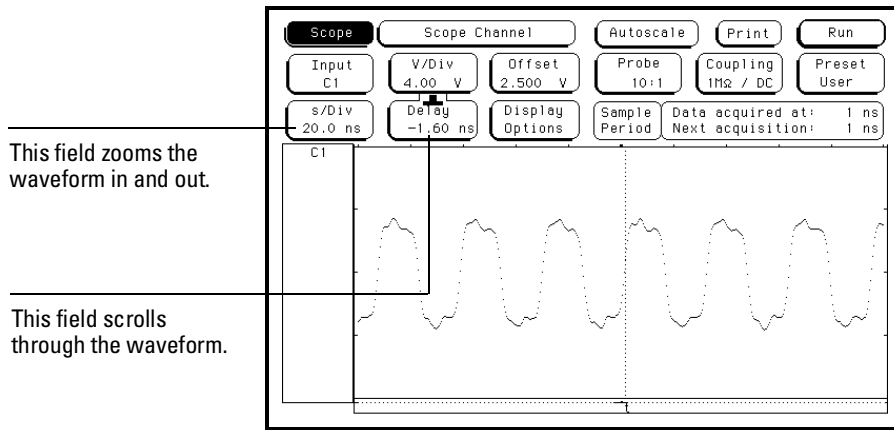 Scope Scope Channel Autoscale Print Run
Input V/Div Offset Probe Coupling Preset
C1 4.00 V 2.500 V 10:1 1MΩ / DC User
s/Div Delay Display Sample Data acquired at: 1 ns
20.0 ns -1.60 ns Options Period Next acquisition: 1 ns
C1
This field zooms the
waveform in and out.
This field scrolls
through the waveform.